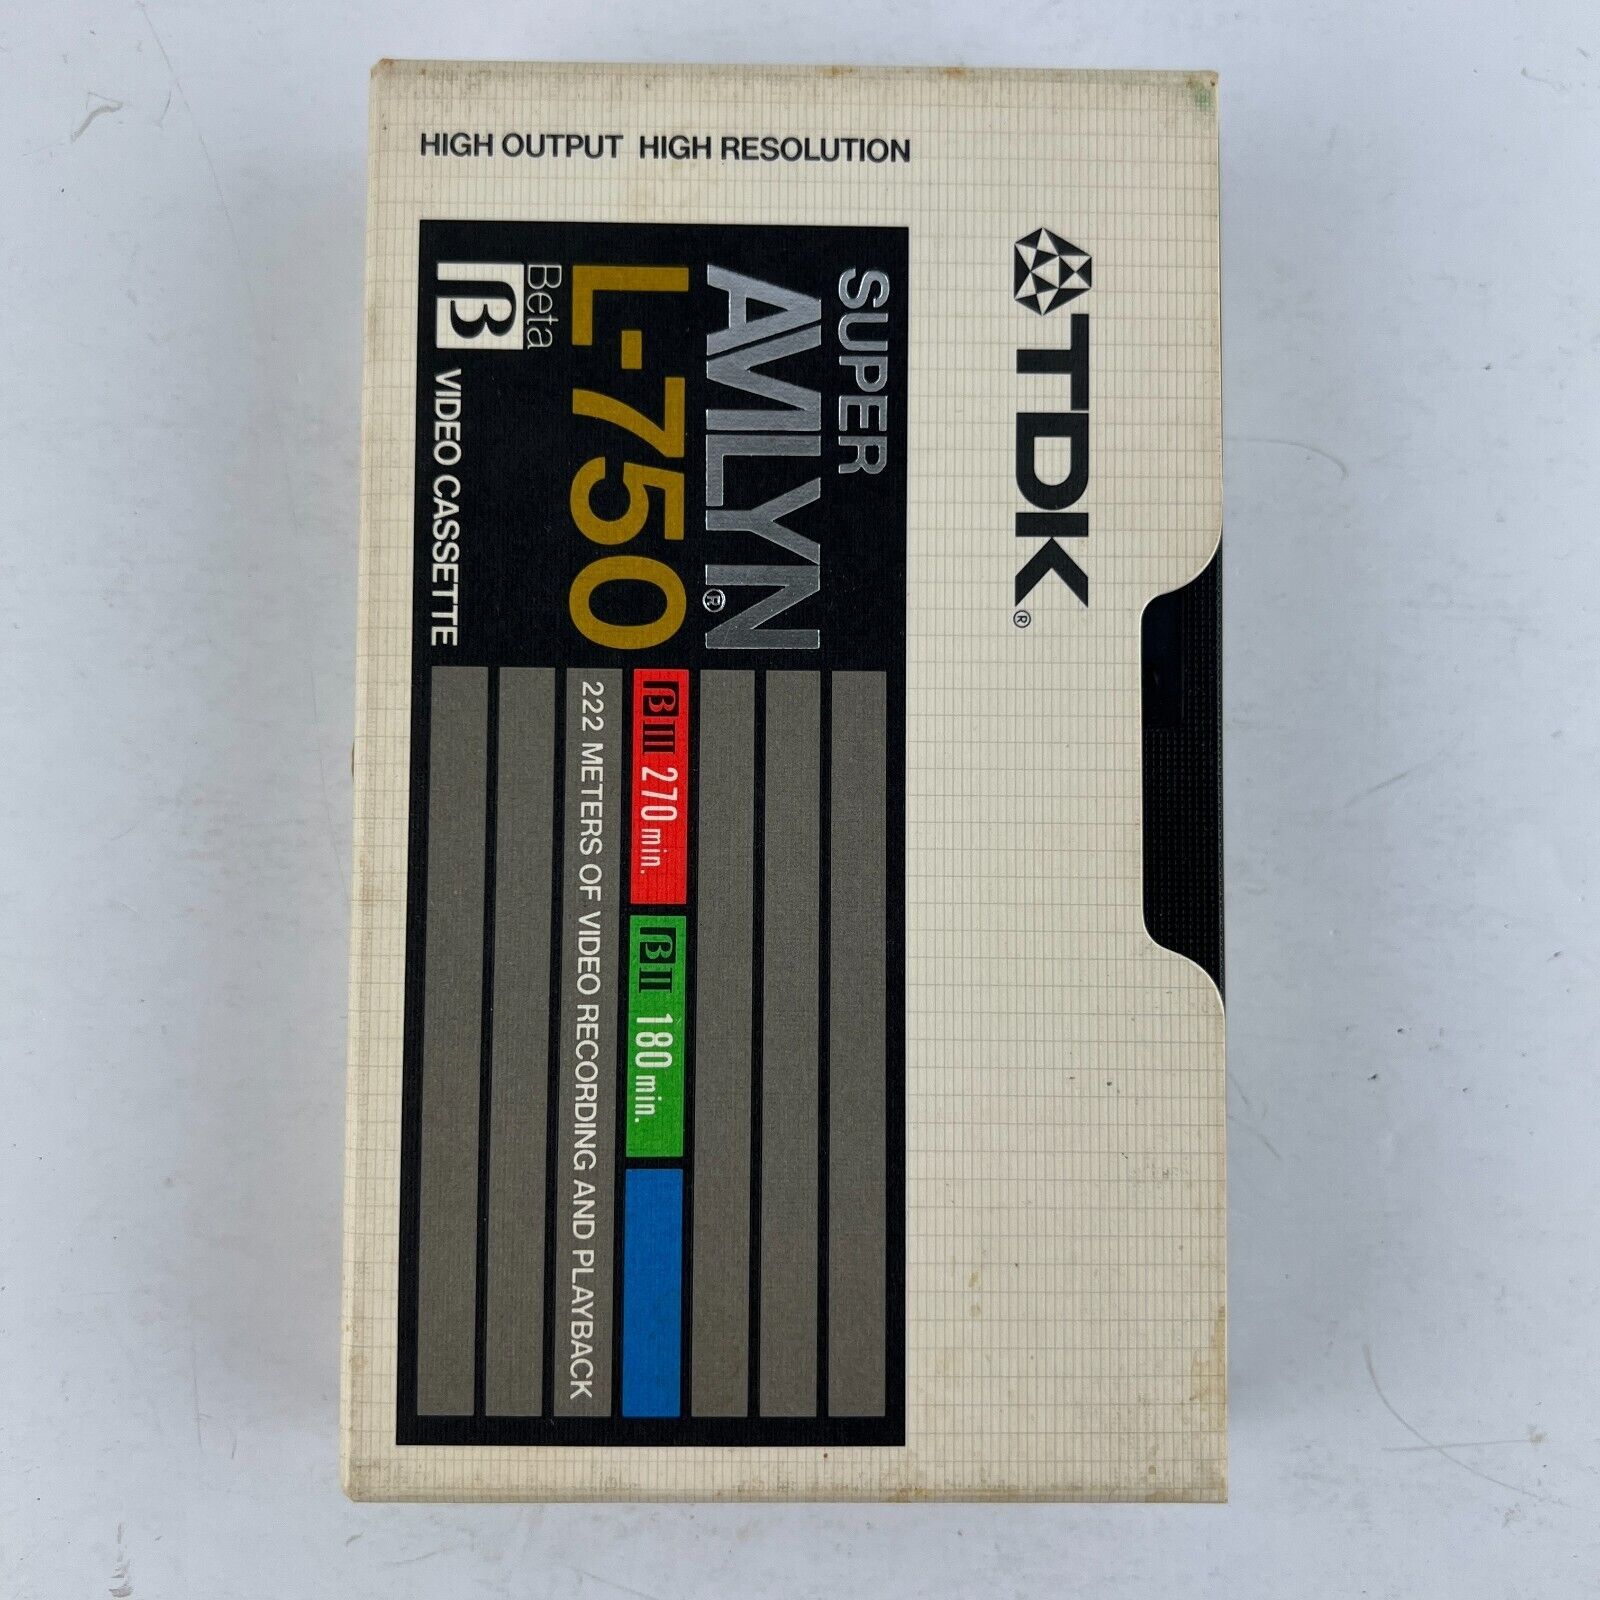 HIGH OUTPUT HIGH RESOLUTION
TDK®
SUPER
AVILYN®
L-750
Beta
β VIDEO CASSETTE
βIII 270 min. βII 180 min.
222 METERS OF VIDEO RECORDING AND PLAYBACK